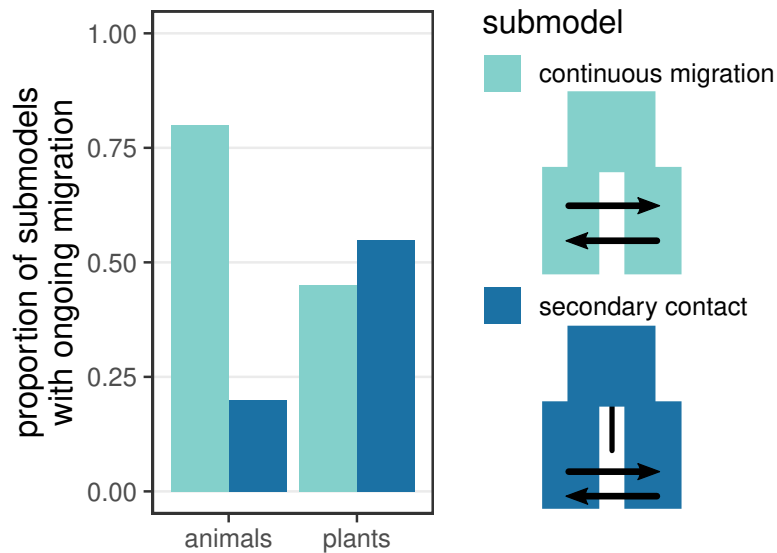 proportion of submodels
with ongoing migration
1.00
0.75
0.50
0.25
0.00
animals
plants
submodel
continuous migration
secondary contact